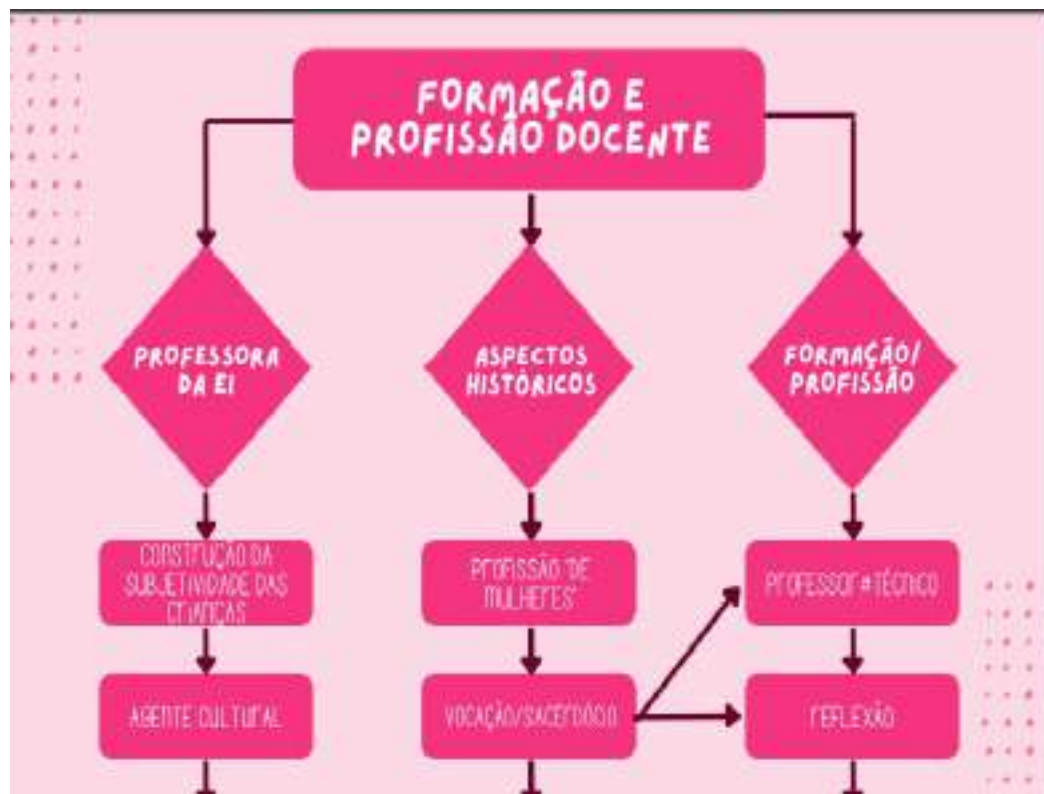 FORMAÇÃO E
PROFISSÃO DOCENTE
PROFESSORA
DA EI
ASPECTOS
HISTÓRICOS
FORMAÇÃO/
PROFISSÃO
CONSTRUÇÃO DA
SUBJETIVIDADE DAS
CRIANÇAS
PROFISSÃO "DE
MULHERES"
PROFESSOR≠TÉCNICO
AGENTE CULTURAL
VOCAÇÃO/SACERDÓCIO
REFLEXÃO